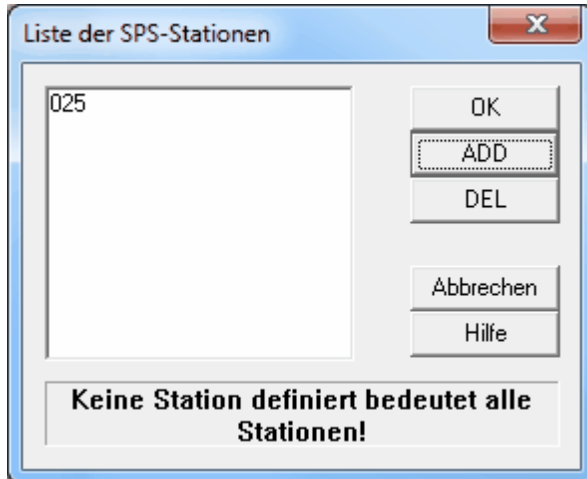 Liste der SPS-Stationen
025
OK
ADD
DEL
Abbrechen
Hilfe
Keine Station definiert bedeutet alle
Stationen!